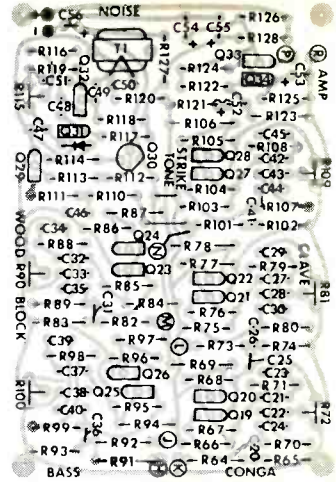 C56 NOISE C54 C55 R126
R128
R116 T1 R127 Q33 P R
R119 R124 Q34 C53 AMP
C51 Q32 C50 R122
R115 C48 C49 R120 R121 C52 R125
R118 R106 R123
C47 Q31 R117 R105 C45
STRIKE TONE Q28 R108
Q29 R114 Q30 Q27 C42
R113 R112 R104 C43
C44
R111 R110 R103 C41 R107
C46 R87 R101 R102
C34 R86 Q24
R88 N R78 C29
C32 Q23 R77 R79 CLAVE
WOOD BLOCK R90 C33 Q22 C27
C35 R85 Q21 C28 R81
R89 C31 R84 R76 C30
R83 R82 M R75 C26 R80
C39 R97 L R73 R74
R98 R96 R69 C25
C37 Q26 R68 C23
R71
R100 C38 Q25 Q20 C21 R72
C40 R95 Q19 C22
R99 C36 R94 R67 C24
R92 J R66 C20 R70
R93 R91 K R64 R65
BASS CONGA